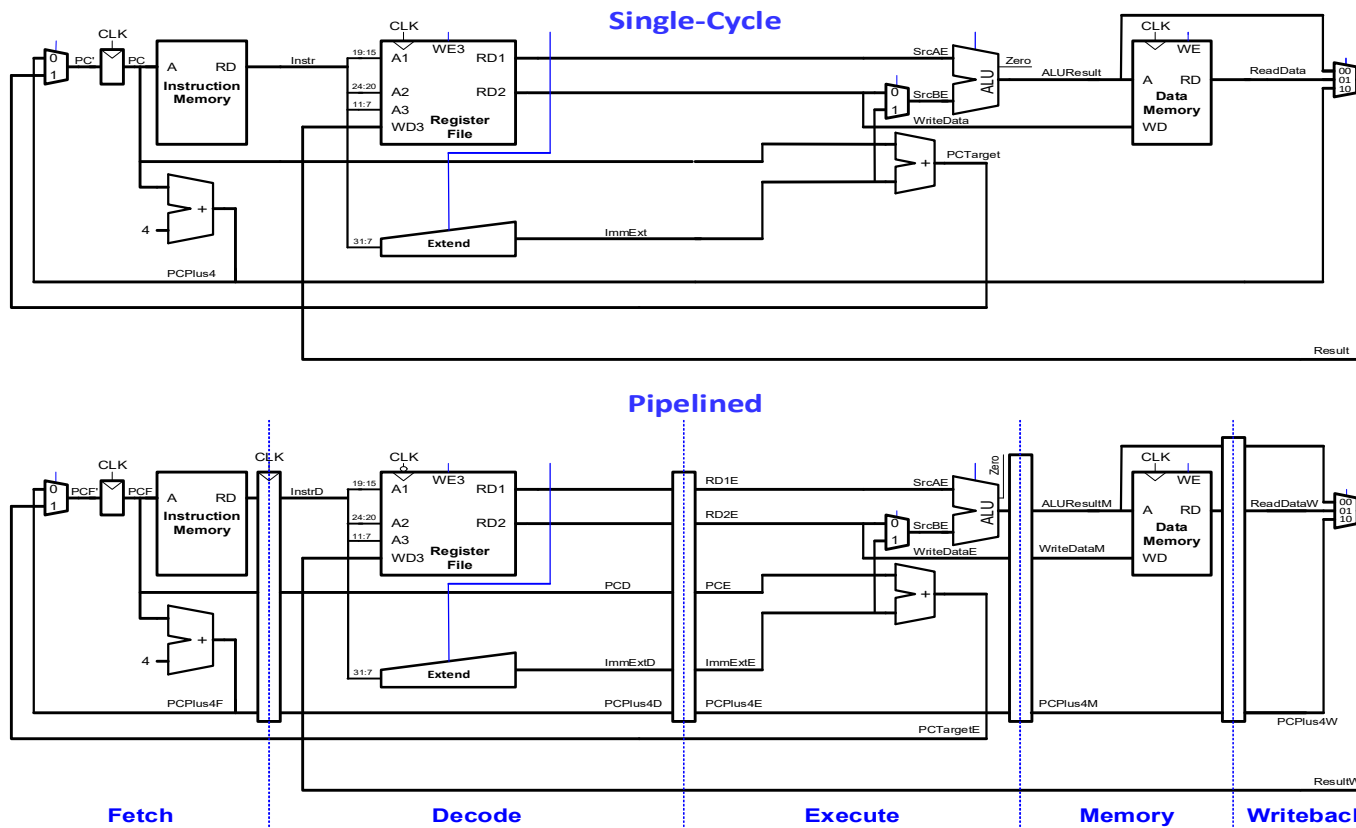 Single-Cycle
CLK
CLK
CLK
0
1
PC'
PC
A RD
Instruction
Memory
Instr
19:15
A1
WE3
RD1
24:20
A2
RD2
11:7
A3
WD3
Register
File
SrcAE
0
1
SrcBE
ALU
Zero
ALUResult
WriteData
WE
A RD
Data
Memory
WD
ReadData
00
01
10
+
PCTarget
+
4
31:7
Extend
ImmExt
PCPlus4
Result
Pipelined
CLK
CLK
CLK
CLK
0
1
PCF'
PCF
A RD
Instruction
Memory
InstrD
19:15
A1
WE3
RD1
24:20
A2
RD2
11:7
A3
WD3
Register
File
RD1E
RD2E
SrcAE
0
1
SrcBE
ALU
Zero
ALUResultM
WriteDataE
WriteDataM
WE
A RD
Data
Memory
WD
ReadDataW
00
01
10
PCD
PCE
+
+
4
31:7
Extend
ImmExtD
ImmExtE
PCPlus4F
PCPlus4D
PCPlus4E
PCPlus4M
PCPlus4W
PCTargetE
ResultW
Fetch
Decode
Execute
Memory
Writeback